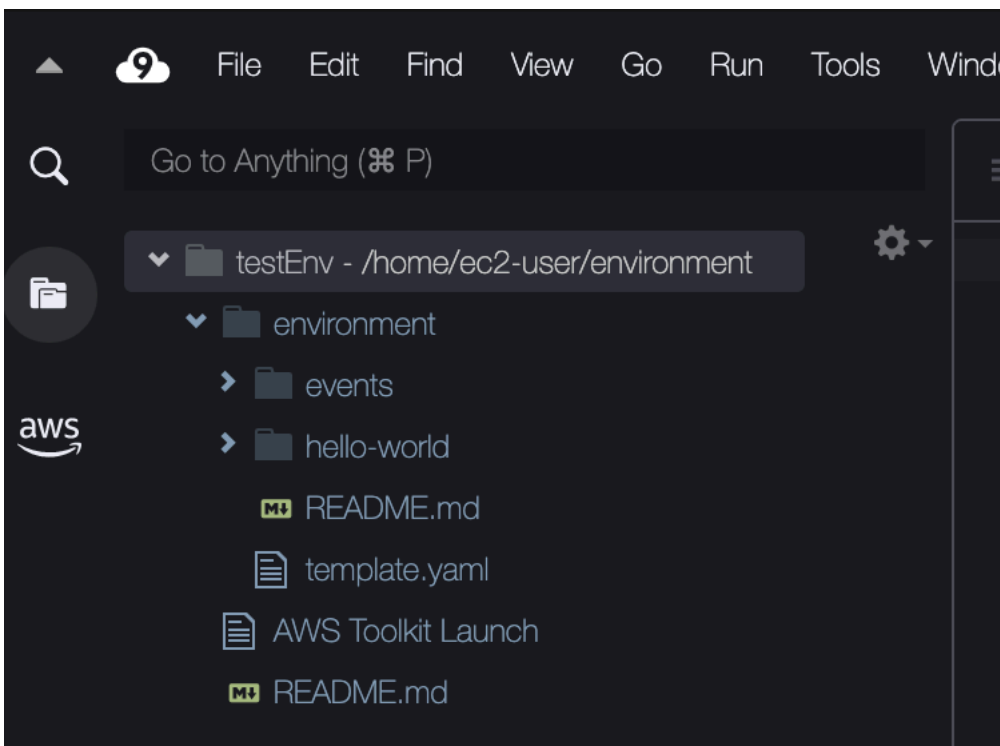 9 File Edit Find View Go Run Tools
Go to Anything (⌘ P)
testEnv - /home/ec2-user/environment
environment
events
aws
hello-world
M↓ README.md
template.yaml
AWS Toolkit Launch
M↓ README.md